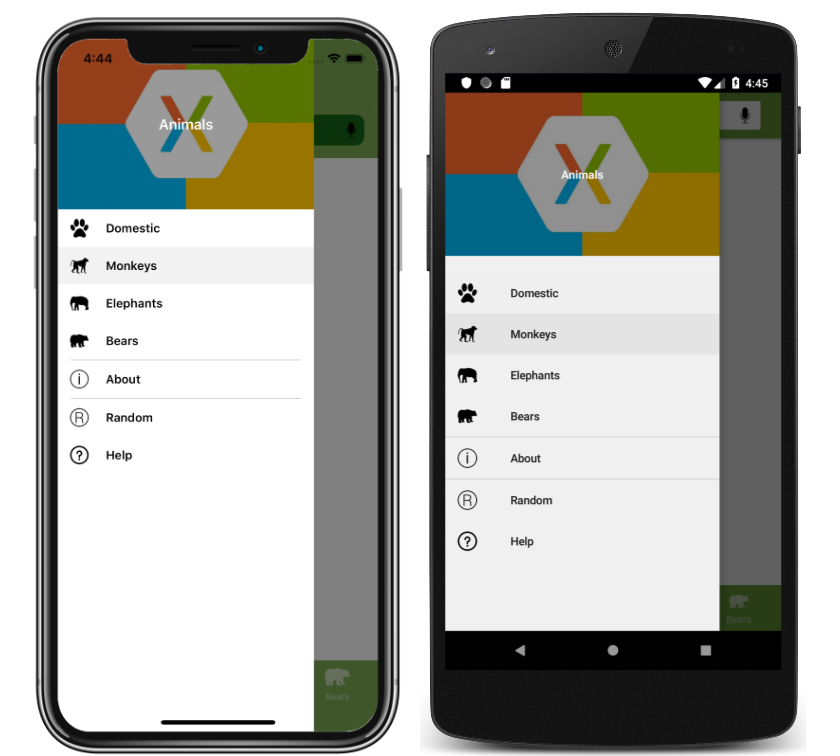 4:44
Animals
Domestic
Monkeys
Elephants
Bears
i About
R Random
? Help
Bears
4:45
Animals
Domestic
Monkeys
Elephants
Bears
i About
R Random
? Help
Bears